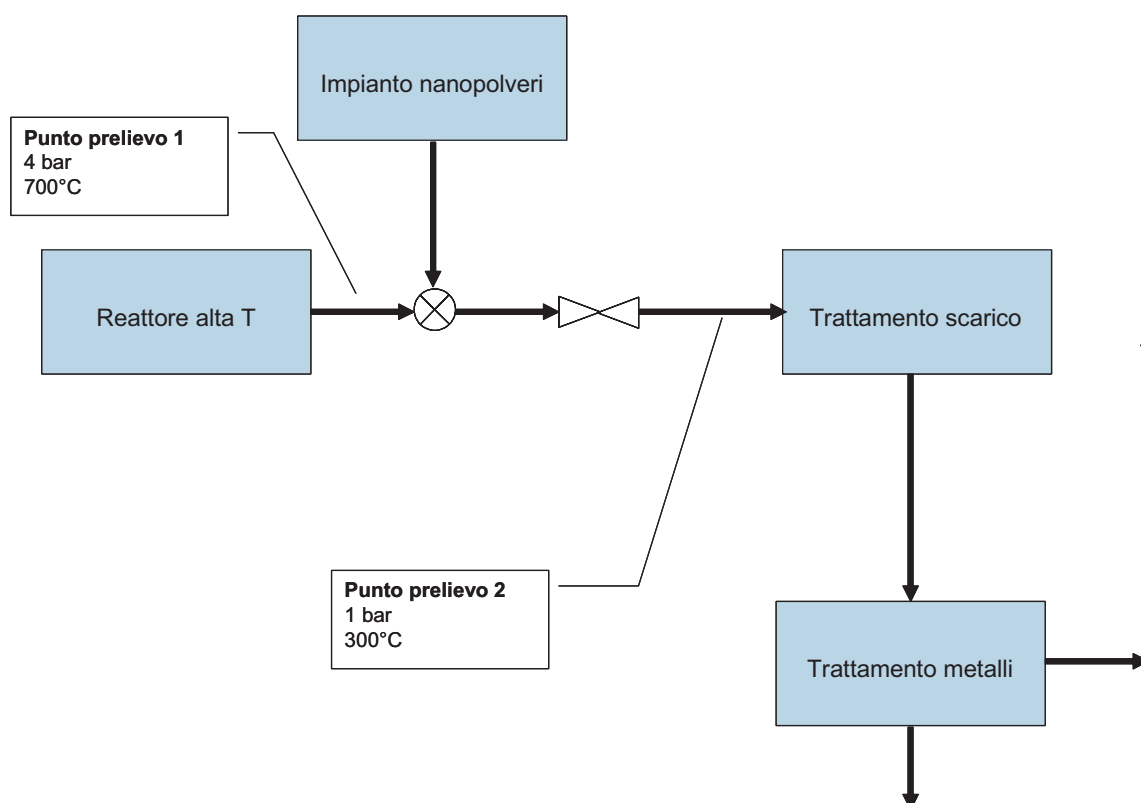 Impianto nanopolveri
Punto prelievo 1
4 bar
700°C
Reattore alta T
Trattamento scarico
Punto prelievo 2
1 bar
300°C
Trattamento metalli